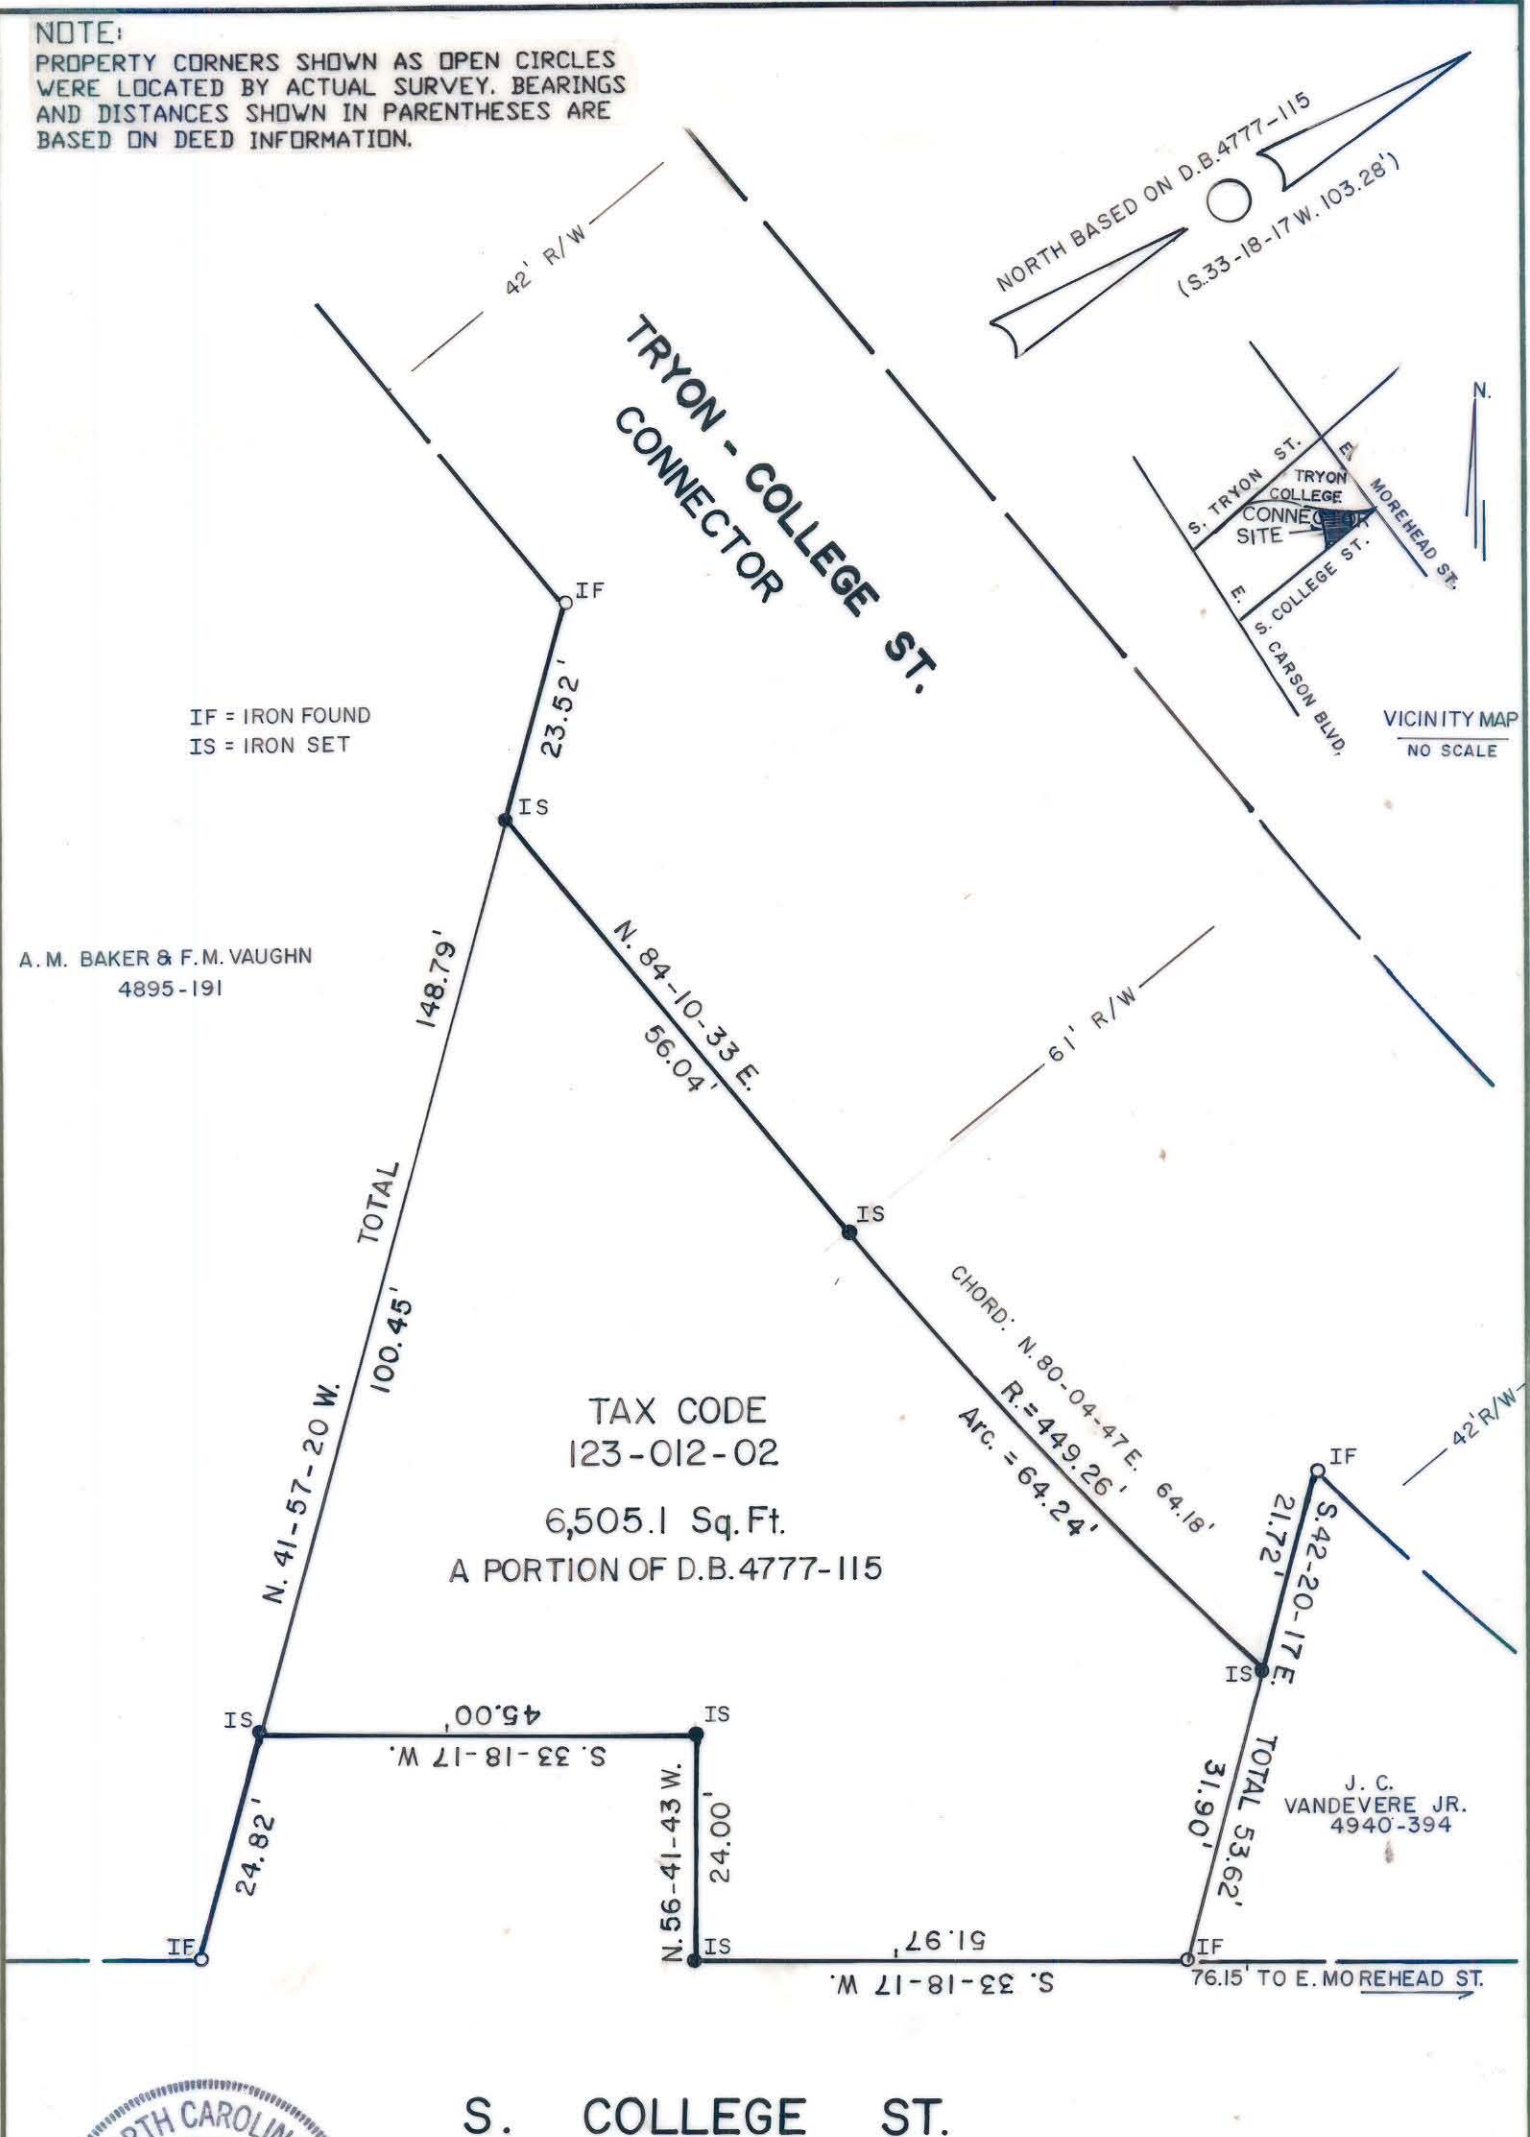 NOTE:
PROPERTY CORNERS SHOWN AS OPEN CIRCLES
WERE LOCATED BY ACTUAL SURVEY. BEARINGS
AND DISTANCES SHOWN IN PARENTHESES ARE
BASED ON DEED INFORMATION.
NORTH BASED ON D.B.4777-115
(S.33-18-17 W. 103.28')
42' R/W
TRYON - COLLEGE ST.
CONNECTOR
N.
S. TRYON ST.
E. MOREHEAD ST.
TRYON
COLLEGE
CONNECTOR
SITE
S. COLLEGE ST.
E. CARSON BLVD.
VICINITY MAP
NO SCALE
IF
23.52'
IF = IRON FOUND
IS = IRON SET
IS
A.M. BAKER & F.M. VAUGHN
4895-191
148.79'
TOTAL
100.45'
N. 41-57-20 W.
N. 84-10-33 E.
56.04'
61' R/W
IS
CHORD: N. 80-04-47 E. 64.18'
R.= 449.26'
Arc. = 64.24'
42' R/W
IF
S. 42-20-17 E.
21.72'
TAX CODE
123-012-02
6,505.1 Sq. Ft.
A PORTION OF D.B. 4777-115
IS
IS
45.00'
S. 33-18-17 W.
IS
24.82'
N. 56-41-43 W.
24.00'
TOTAL 53.62'
31.90'
J. C.
VANDEVERE JR.
4940-394
IF
IS
51.97'
S. 33-18-17 W.
IF
76.15' TO E. MOREHEAD ST.
S. COLLEGE ST.
RTH CAROLIN